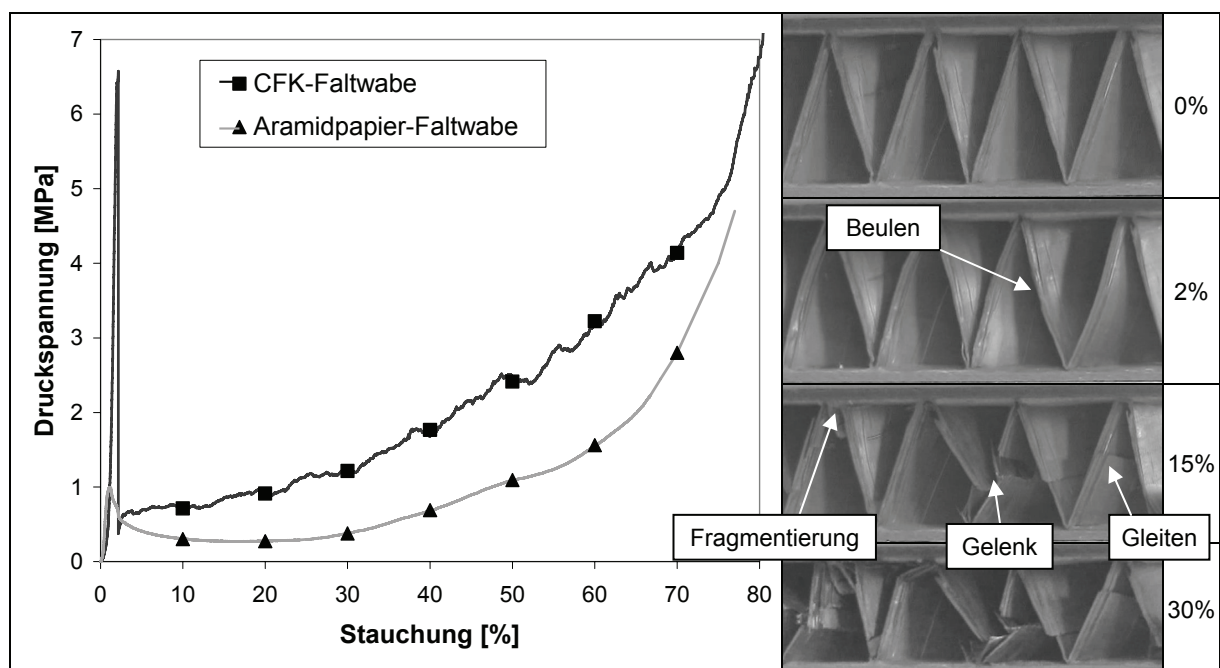 7
6
5
4
3
2
1
0
Druckspannung [MPa]
CFK-Faltwabe
Aramidpapier-Faltwabe
0 10 20 30 40 50 60 70 80
Stauchung [%]
0%
Beulen
2%
15%
Fragmentierung
Gelenk
Gleiten
30%